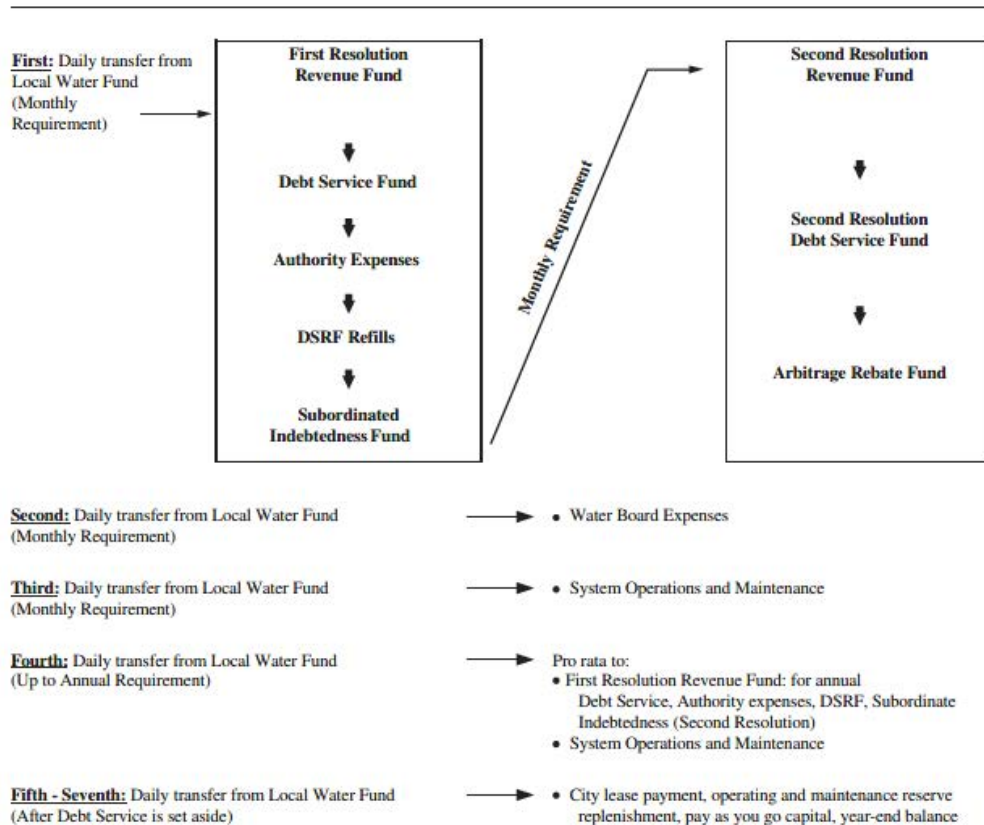 First: Daily transfer from
Local Water Fund
(Monthly
Requirement)
First Resolution
Revenue Fund
Debt Service Fund
Authority Expenses
DSRF Refills
Subordinated
Indebtedness Fund
Monthly Requirement
Second Resolution
Revenue Fund
Second Resolution
Debt Service Fund
Arbitrage Rebate Fund
Second: Daily transfer from Local Water Fund
(Monthly Requirement)
• Water Board Expenses
Third: Daily transfer from Local Water Fund
(Monthly Requirement)
• System Operations and Maintenance
Fourth: Daily transfer from Local Water Fund
(Up to Annual Requirement)
Pro rata to:
• First Resolution Revenue Fund: for annual
Debt Service, Authority expenses, DSRF, Subordinate
Indebtedness (Second Resolution)
• System Operations and Maintenance
Fifth - Seventh: Daily transfer from Local Water Fund
(After Debt Service is set aside)
• City lease payment, operating and maintenance reserve
replenishment, pay as you go capital, year-end balance